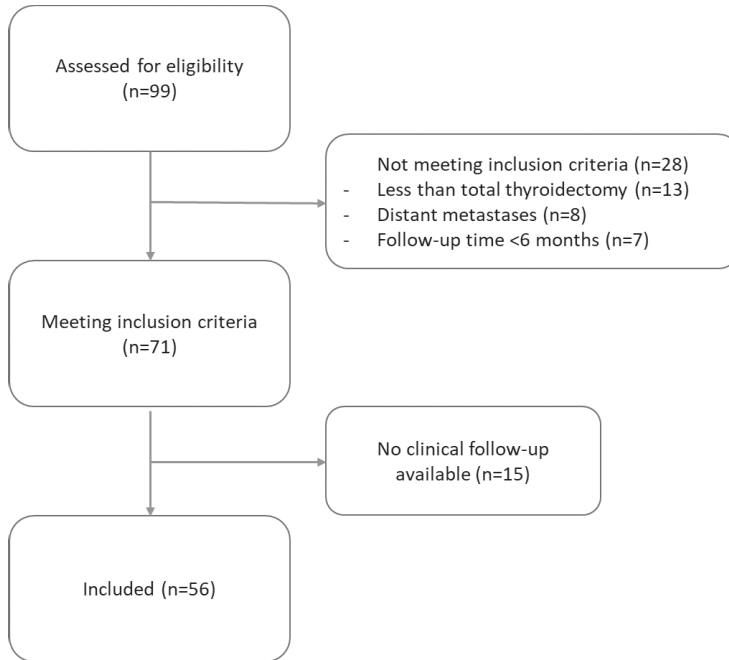 Assessed for eligibility
(n=99)
Not meeting inclusion criteria (n=28)
- Less than total thyroidectomy (n=13)
- Distant metastases (n=8)
- Follow-up time <6 months (n=7)
Meeting inclusion criteria
(n=71)
No clinical follow-up
available (n=15)
Included (n=56)